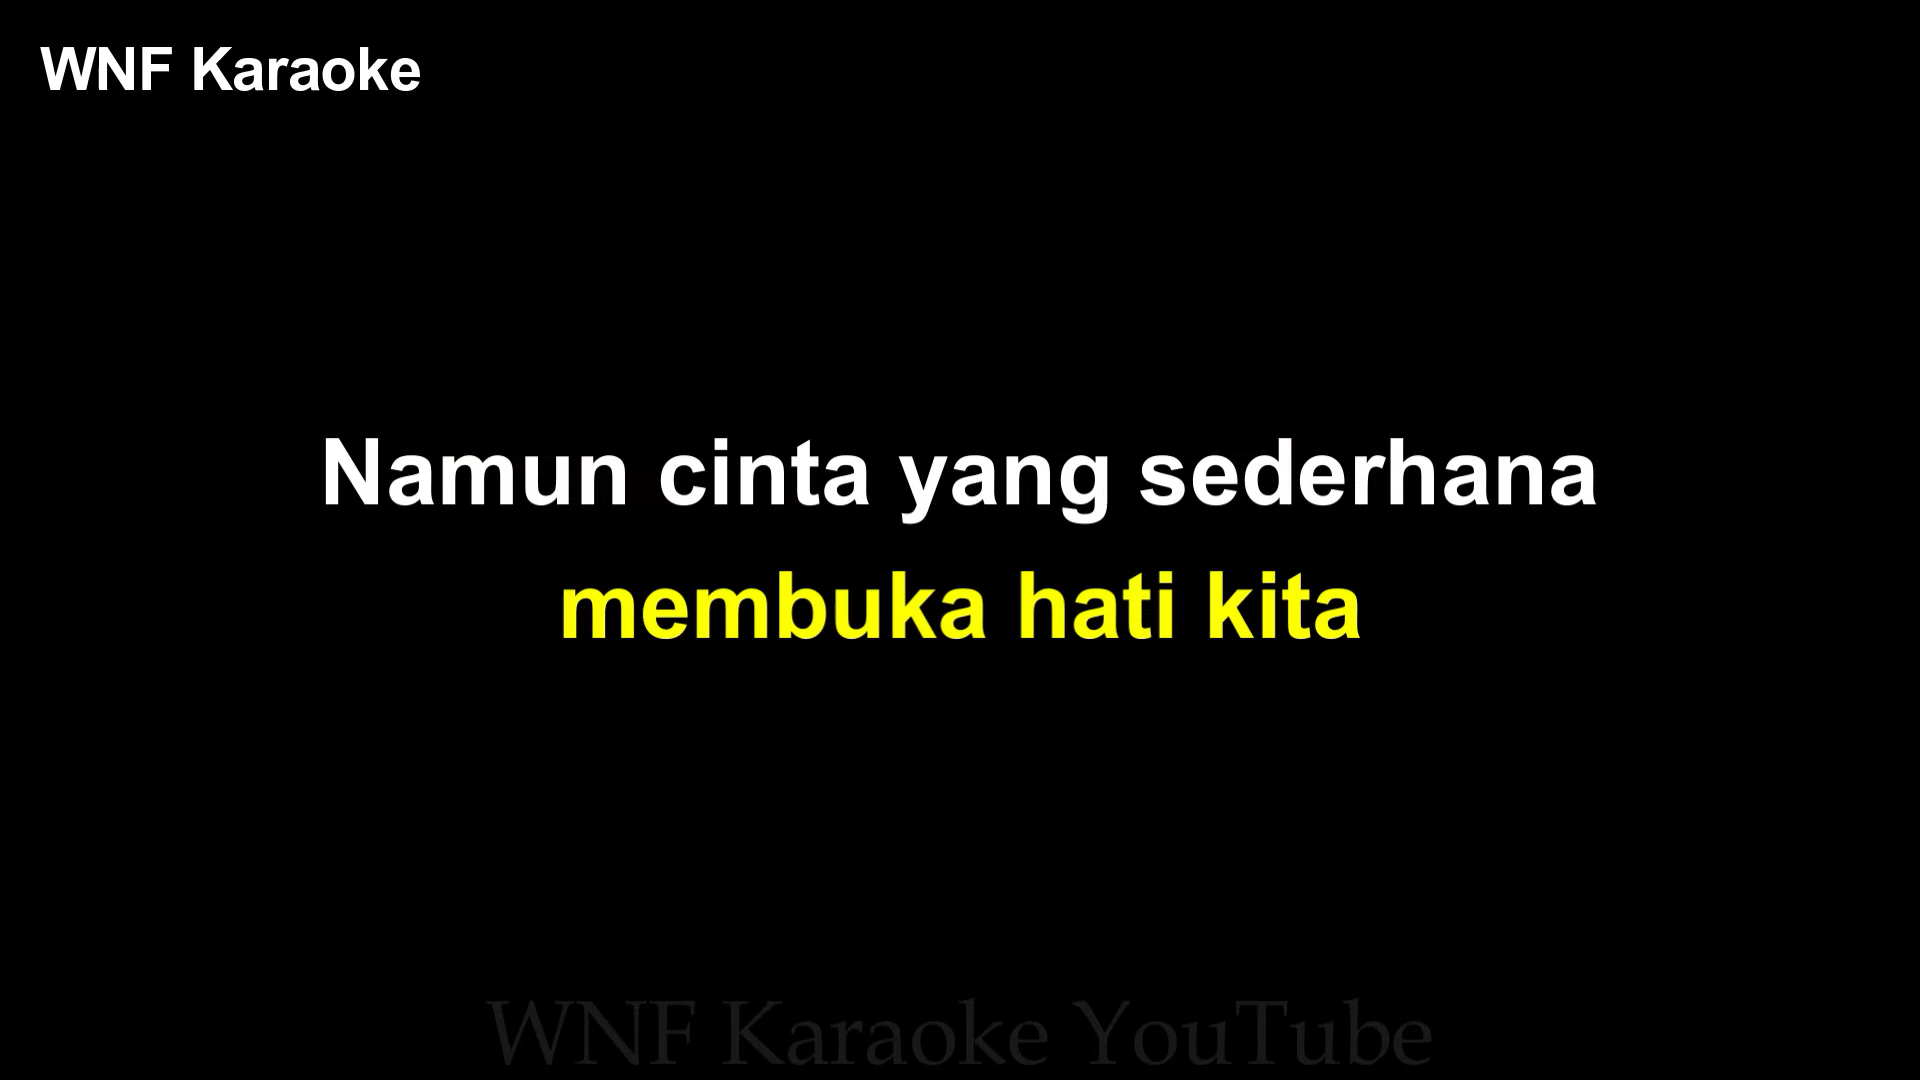 WNF Karaoke
Namun cinta yang sederhana
membuka hati kita
WNF Karaoke YouTube